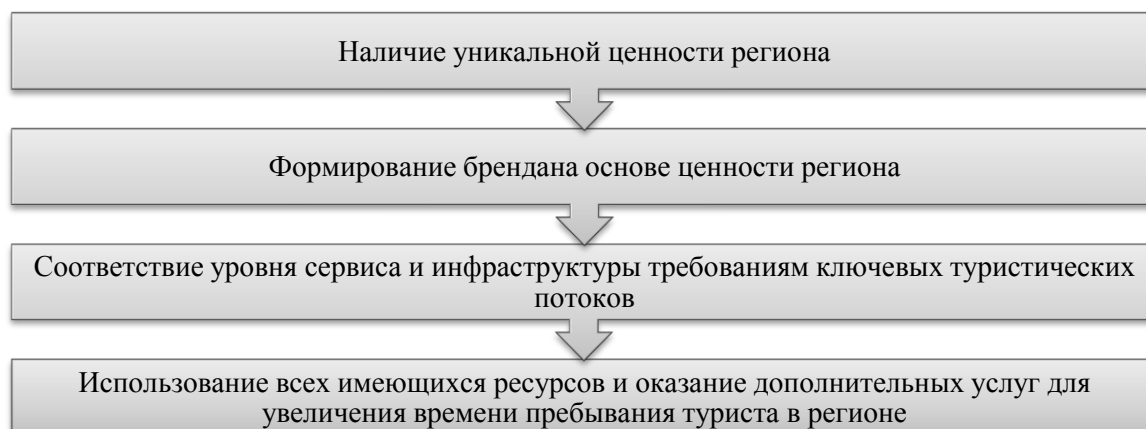 Наличие уникальной ценности региона
Формирование брендана основе ценности региона
Соответствие уровня сервиса и инфраструктуры требованиям ключевых туристических
потоков
Использование всех имеющихся ресурсов и оказание дополнительных услуг для
увеличения времени пребывания туриста в регионе